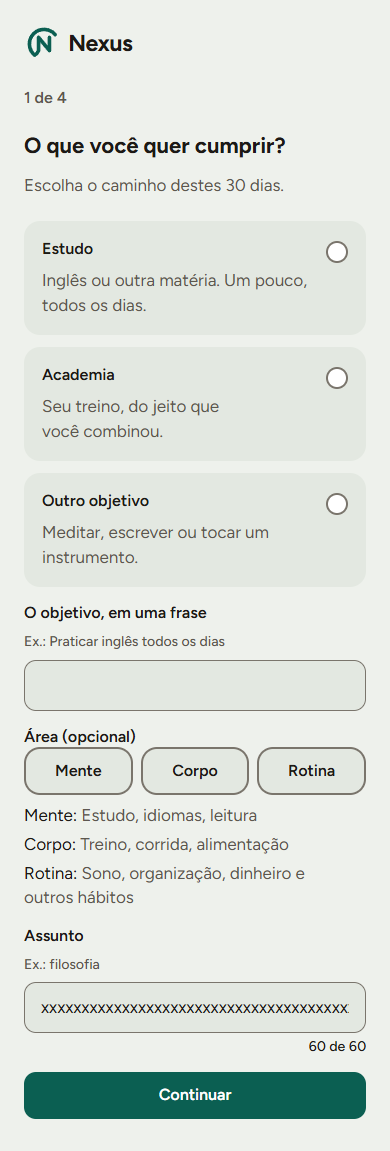 Nexus
1 de 4
O que você quer cumprir?
Escolha o caminho destes 30 dias.
Estudo
Inglês ou outra matéria. Um pouco,
todos os dias.
Academia
Seu treino, do jeito que
você combinou.
Outro objetivo
Meditar, escrever ou tocar um
instrumento.
O objetivo, em uma frase
Ex.: Praticar inglês todos os dias
Área (opcional)
Mente
Corpo
Rotina
Mente: Estudo, idiomas, leitura
Corpo: Treino, corrida, alimentação
Rotina: Sono, organização, dinheiro e
outros hábitos
Assunto
Ex.: filosofia
xxxxxxxxxxxxxxxxxxxxxxxxxxxxxxxxxxxxxxx
60 de 60
Continuar